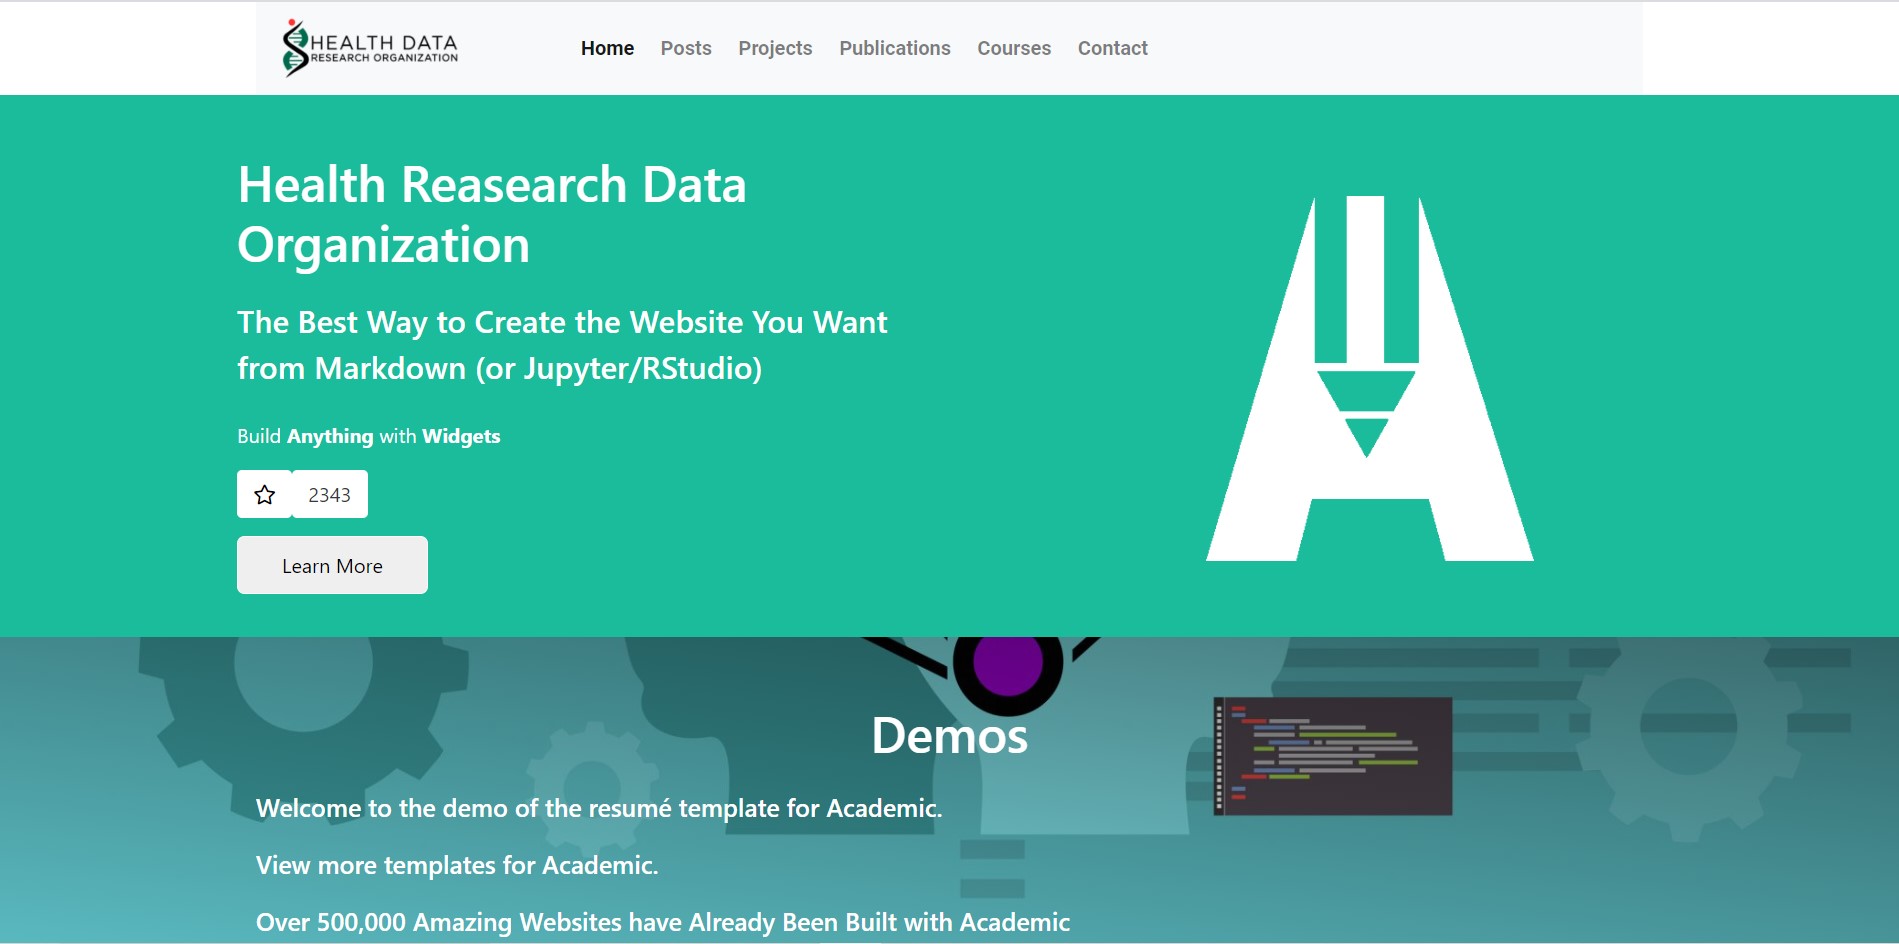 HEALTH DATA
RESEARCH ORGANIZATION
Home Posts Projects Publications Courses Contact
Health Reasearch Data
Organization
The Best Way to Create the Website You Want
from Markdown (or Jupyter/RStudio)
Build Anything with Widgets
2343
Learn More
Demos
Welcome to the demo of the resumé template for Academic.
View more templates for Academic.
Over 500,000 Amazing Websites have Already Been Built with Academic